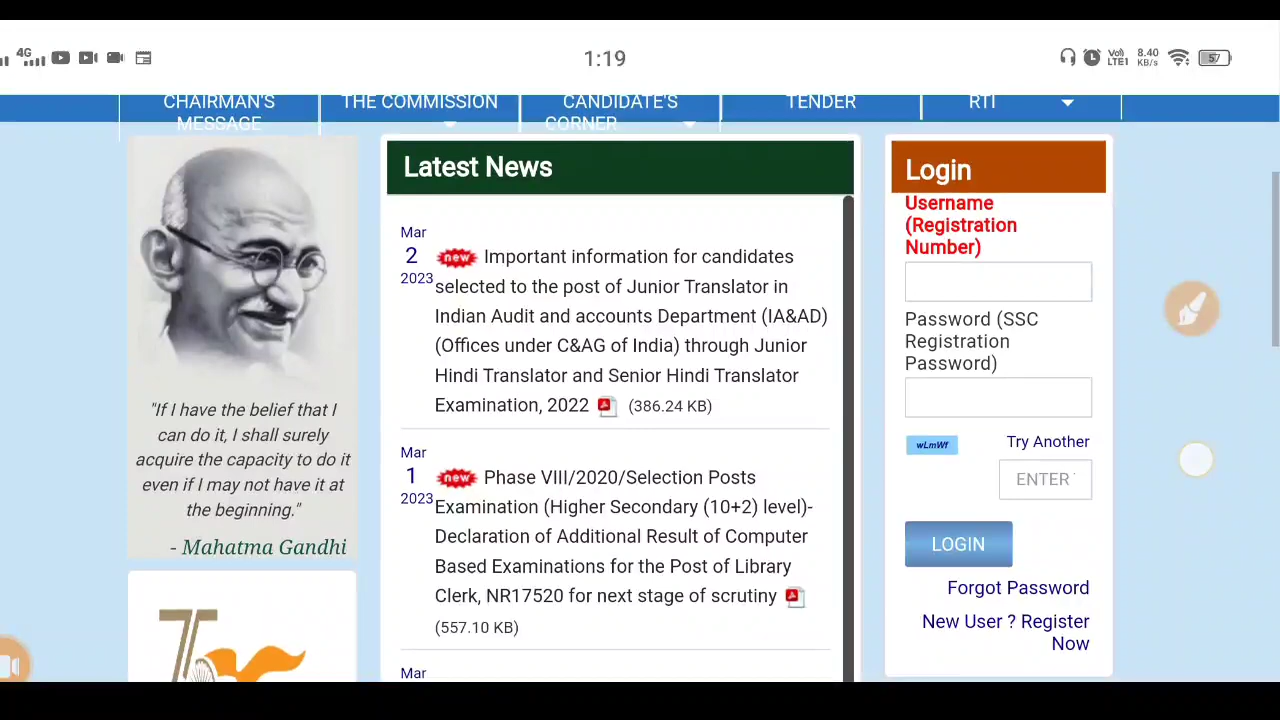 4G
1:19
Vo) LTE1
8.40 KB/s
57
CHAIRMAN'S
MESSAGE
THE COMMISSION
CANDIDATE'S
CORNER
TENDER
RTI
"If I have the belief that I
can do it, I shall surely
acquire the capacity to do it
even if I may not have it at
the beginning."
- Mahatma Gandhi
75
Latest News
Mar
2
2023
new Important information for candidates
selected to the post of Junior Translator in
Indian Audit and accounts Department (IA&AD)
(Offices under C&AG of India) through Junior
Hindi Translator and Senior Hindi Translator
Examination, 2022 (386.24 KB)
Mar
1
2023
new Phase VIII/2020/Selection Posts
Examination (Higher Secondary (10+2) level)-
Declaration of Additional Result of Computer
Based Examinations for the Post of Library
Clerk, NR17520 for next stage of scrutiny
(557.10 KB)
Mar
Login
Username
(Registration
Number)
Password (SSC
Registration
Password)
wLmWf
Try Another
ENTER
LOGIN
Forgot Password
New User ? Register
Now